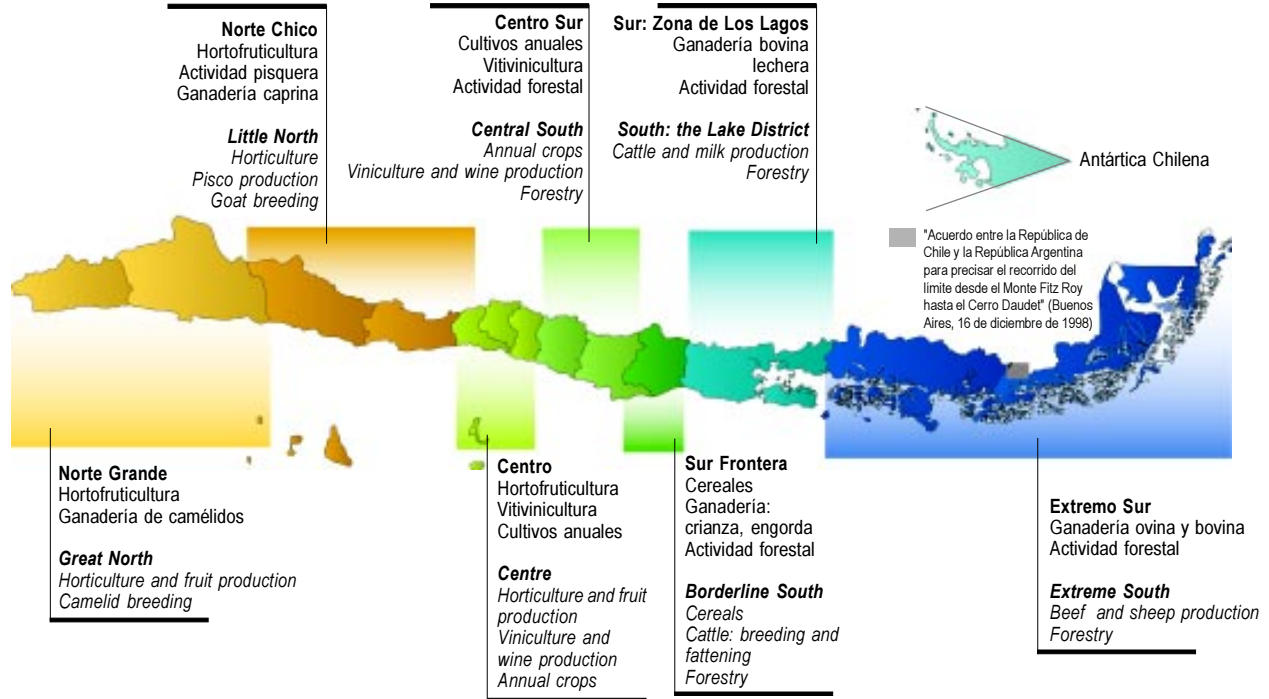 Norte Chico
Hortofruticultura
Actividad pisquera
Ganadería caprina
Little North
Horticulture
Pisco production
Goat breeding
Centro Sur
Cultivos anuales
Vitivinicultura
Actividad forestal
Central South
Annual crops
Viniculture and wine production
Forestry
Sur: Zona de Los Lagos
Ganadería bovina
lechera
Actividad forestal
South: the Lake District
Cattle and milk production
Forestry
Antártica Chilena
"Acuerdo entre la República de
Chile y la República Argentina
para precisar el recorrido del
límite desde el Monte Fitz Roy
hasta el Cerro Daudet" (Buenos
Aires, 16 de diciembre de 1998)
Norte Grande
Hortofruticultura
Ganadería de camélidos
Great North
Horticulture and fruit production
Camelid breeding
Centro
Hortofruticultura
Vitivinicultura
Cultivos anuales
Centre
Horticulture and fruit
production
Viniculture and
wine production
Annual crops
Sur Frontera
Cereales
Ganadería:
crianza, engorda
Actividad forestal
Borderline South
Cereals
Cattle: breeding and
fattening
Forestry
Extremo Sur
Ganadería ovina y bovina
Actividad forestal
Extreme South
Beef and sheep production
Forestry